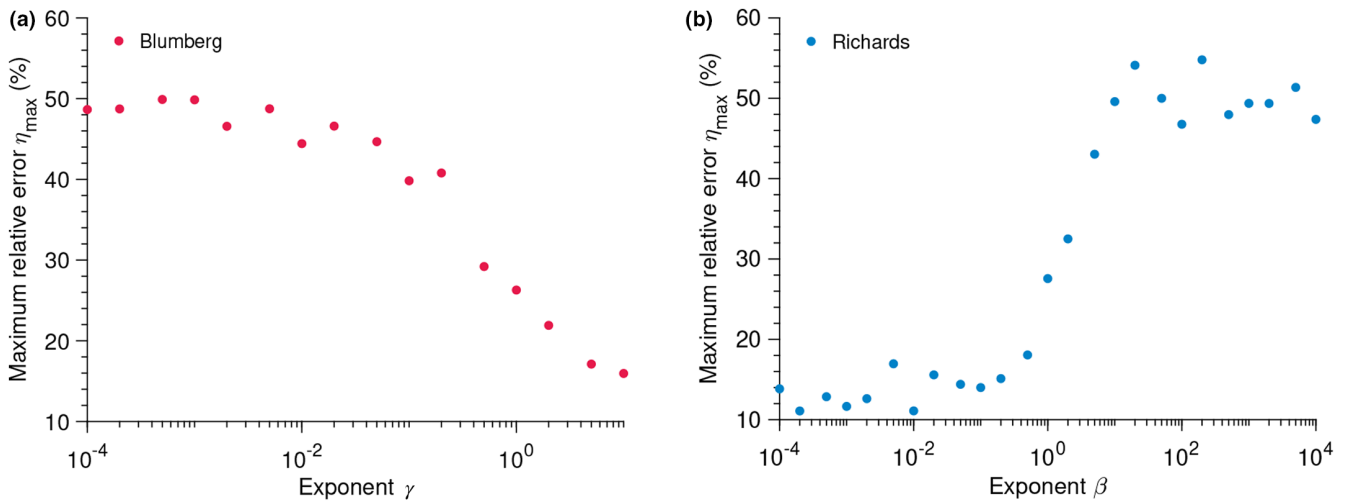 (a)
Blumberg
Maximum relative error η_max (%)
60
50
40
30
20
10
10^-4
10^-2
10^0
Exponent γ
(b)
Richards
Maximum relative error η_max (%)
60
50
40
30
20
10
10^-4
10^-2
10^0
10^2
10^4
Exponent β